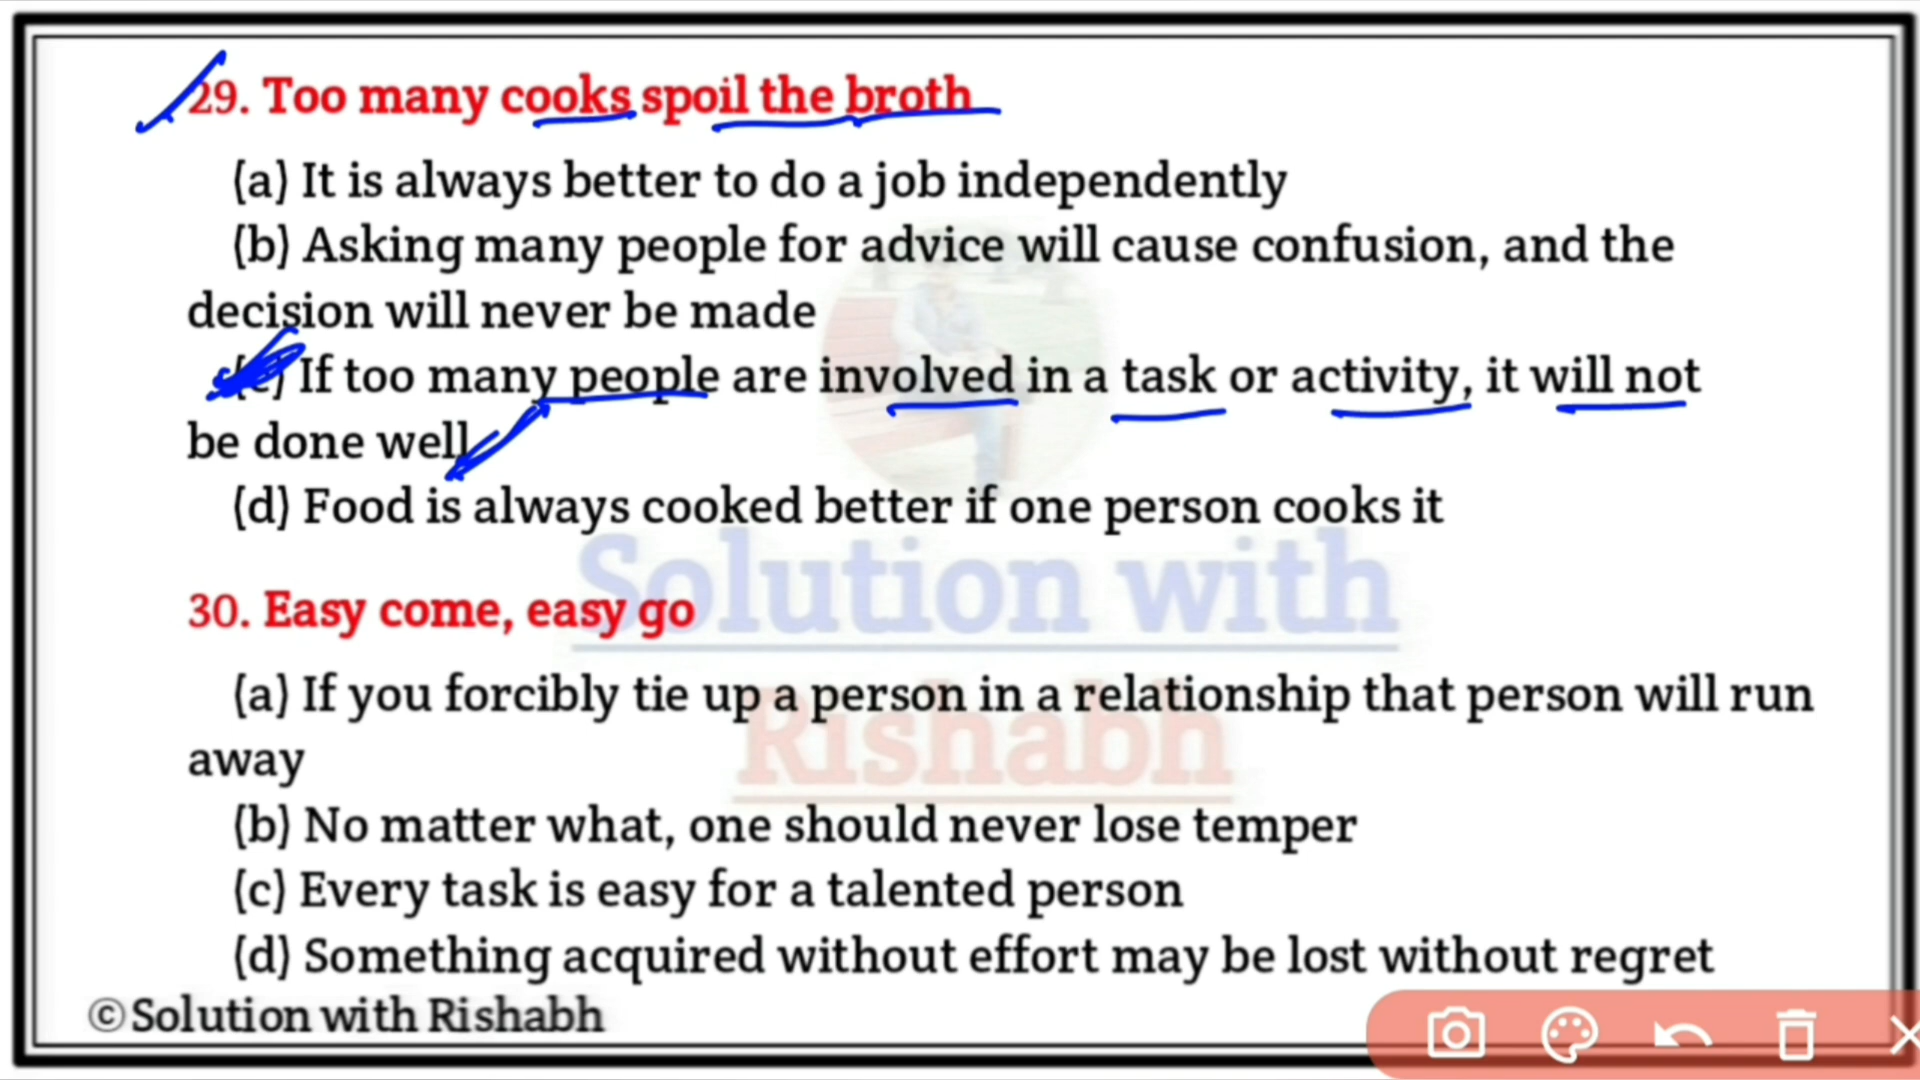 29. Too many cooks spoil the broth
(a) It is always better to do a job independently
(b) Asking many people for advice will cause confusion, and the
decision will never be made
(c) If too many people are involved in a task or activity, it will not
be done well
(d) Food is always cooked better if one person cooks it
Solution with
30. Easy come, easy go
(a) If you forcibly tie up a person in a relationship that person will run
away
Rishabh
(b) No matter what, one should never lose temper
(c) Every task is easy for a talented person
(d) Something acquired without effort may be lost without regret
©Solution with Rishabh